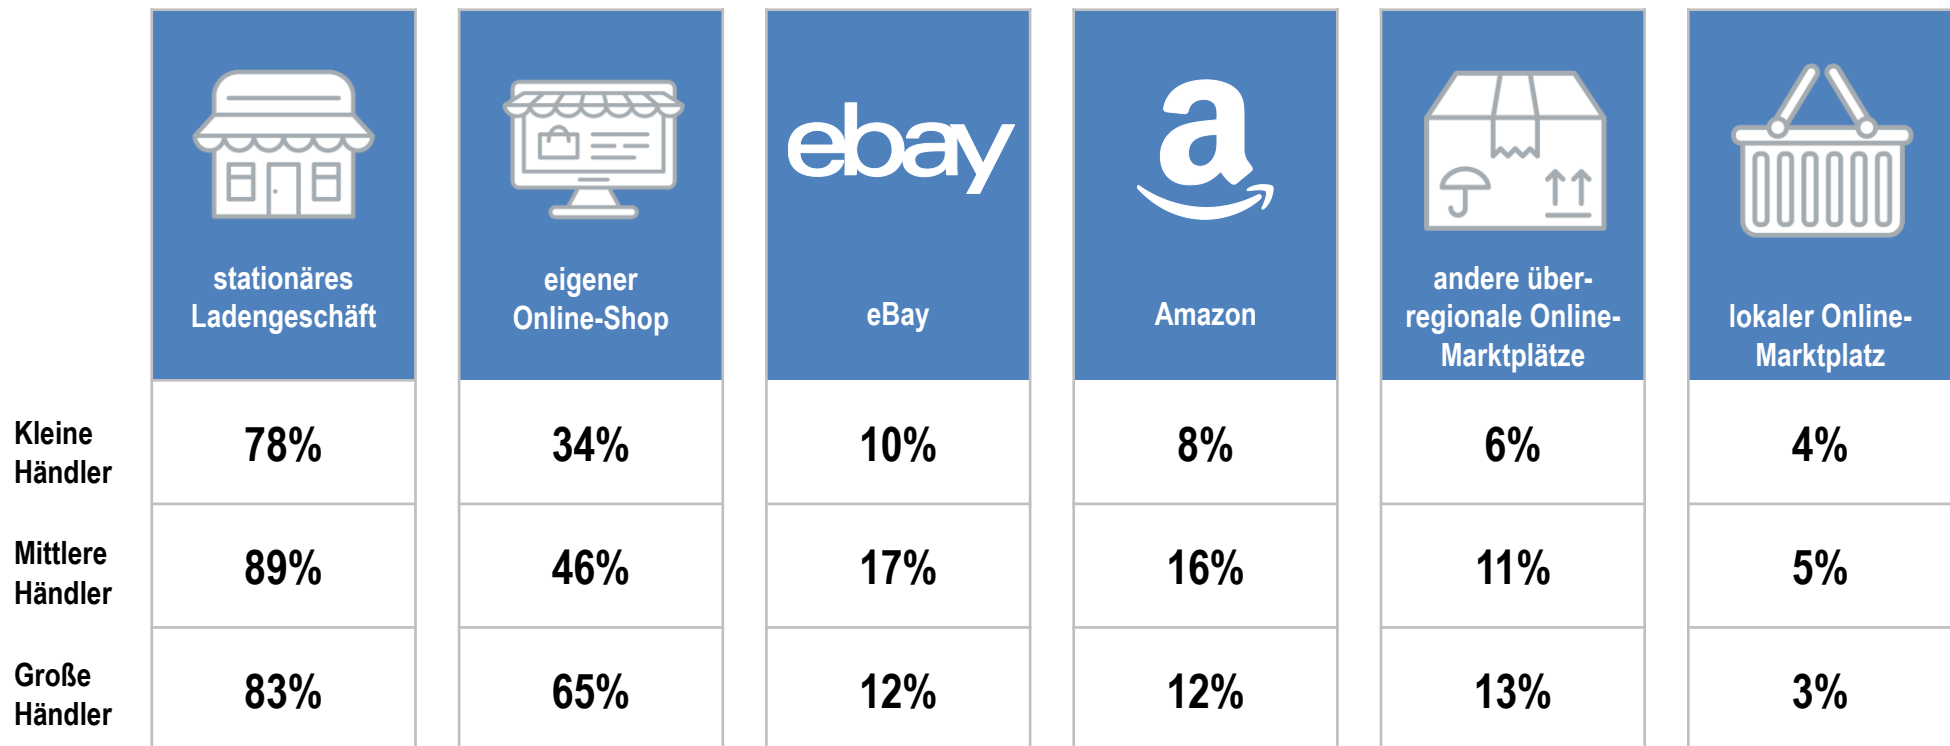 ebay
a
stationäres
Ladengeschäft
eigener
Online-Shop
eBay
Amazon
andere über-
regionale Online-
Marktplätze
lokaler Online-
Marktplatz
Kleine
Händler
78%
34%
10%
8%
6%
4%
Mittlere
Händler
89%
46%
17%
16%
11%
5%
Große
Händler
83%
65%
12%
12%
13%
3%